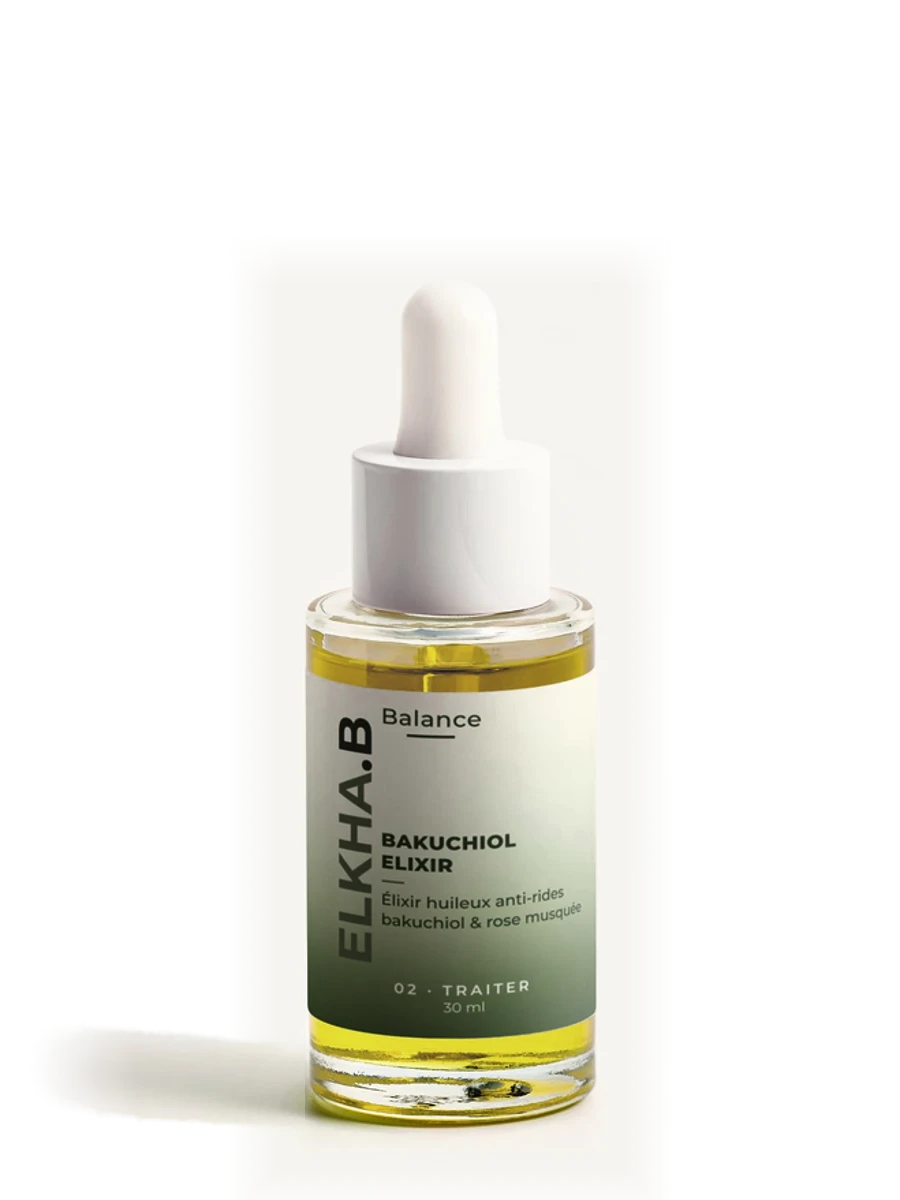 ELKHA.B
Balance
BAKUCHIOL
ELIXIR
Élixir huileux anti-rides
bakuchiol & rose musquée
02 · TRAITER
30 ml